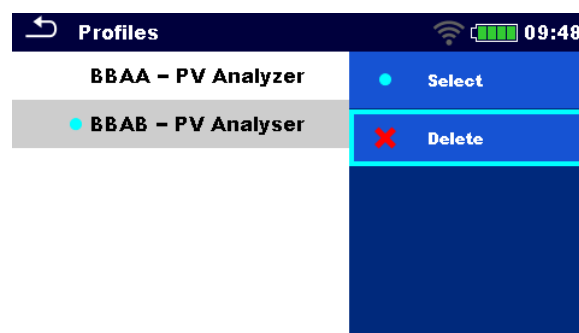 Profiles 09:48
BBAA – PV Analyzer
BBAB – PV Analyser
Select
Delete